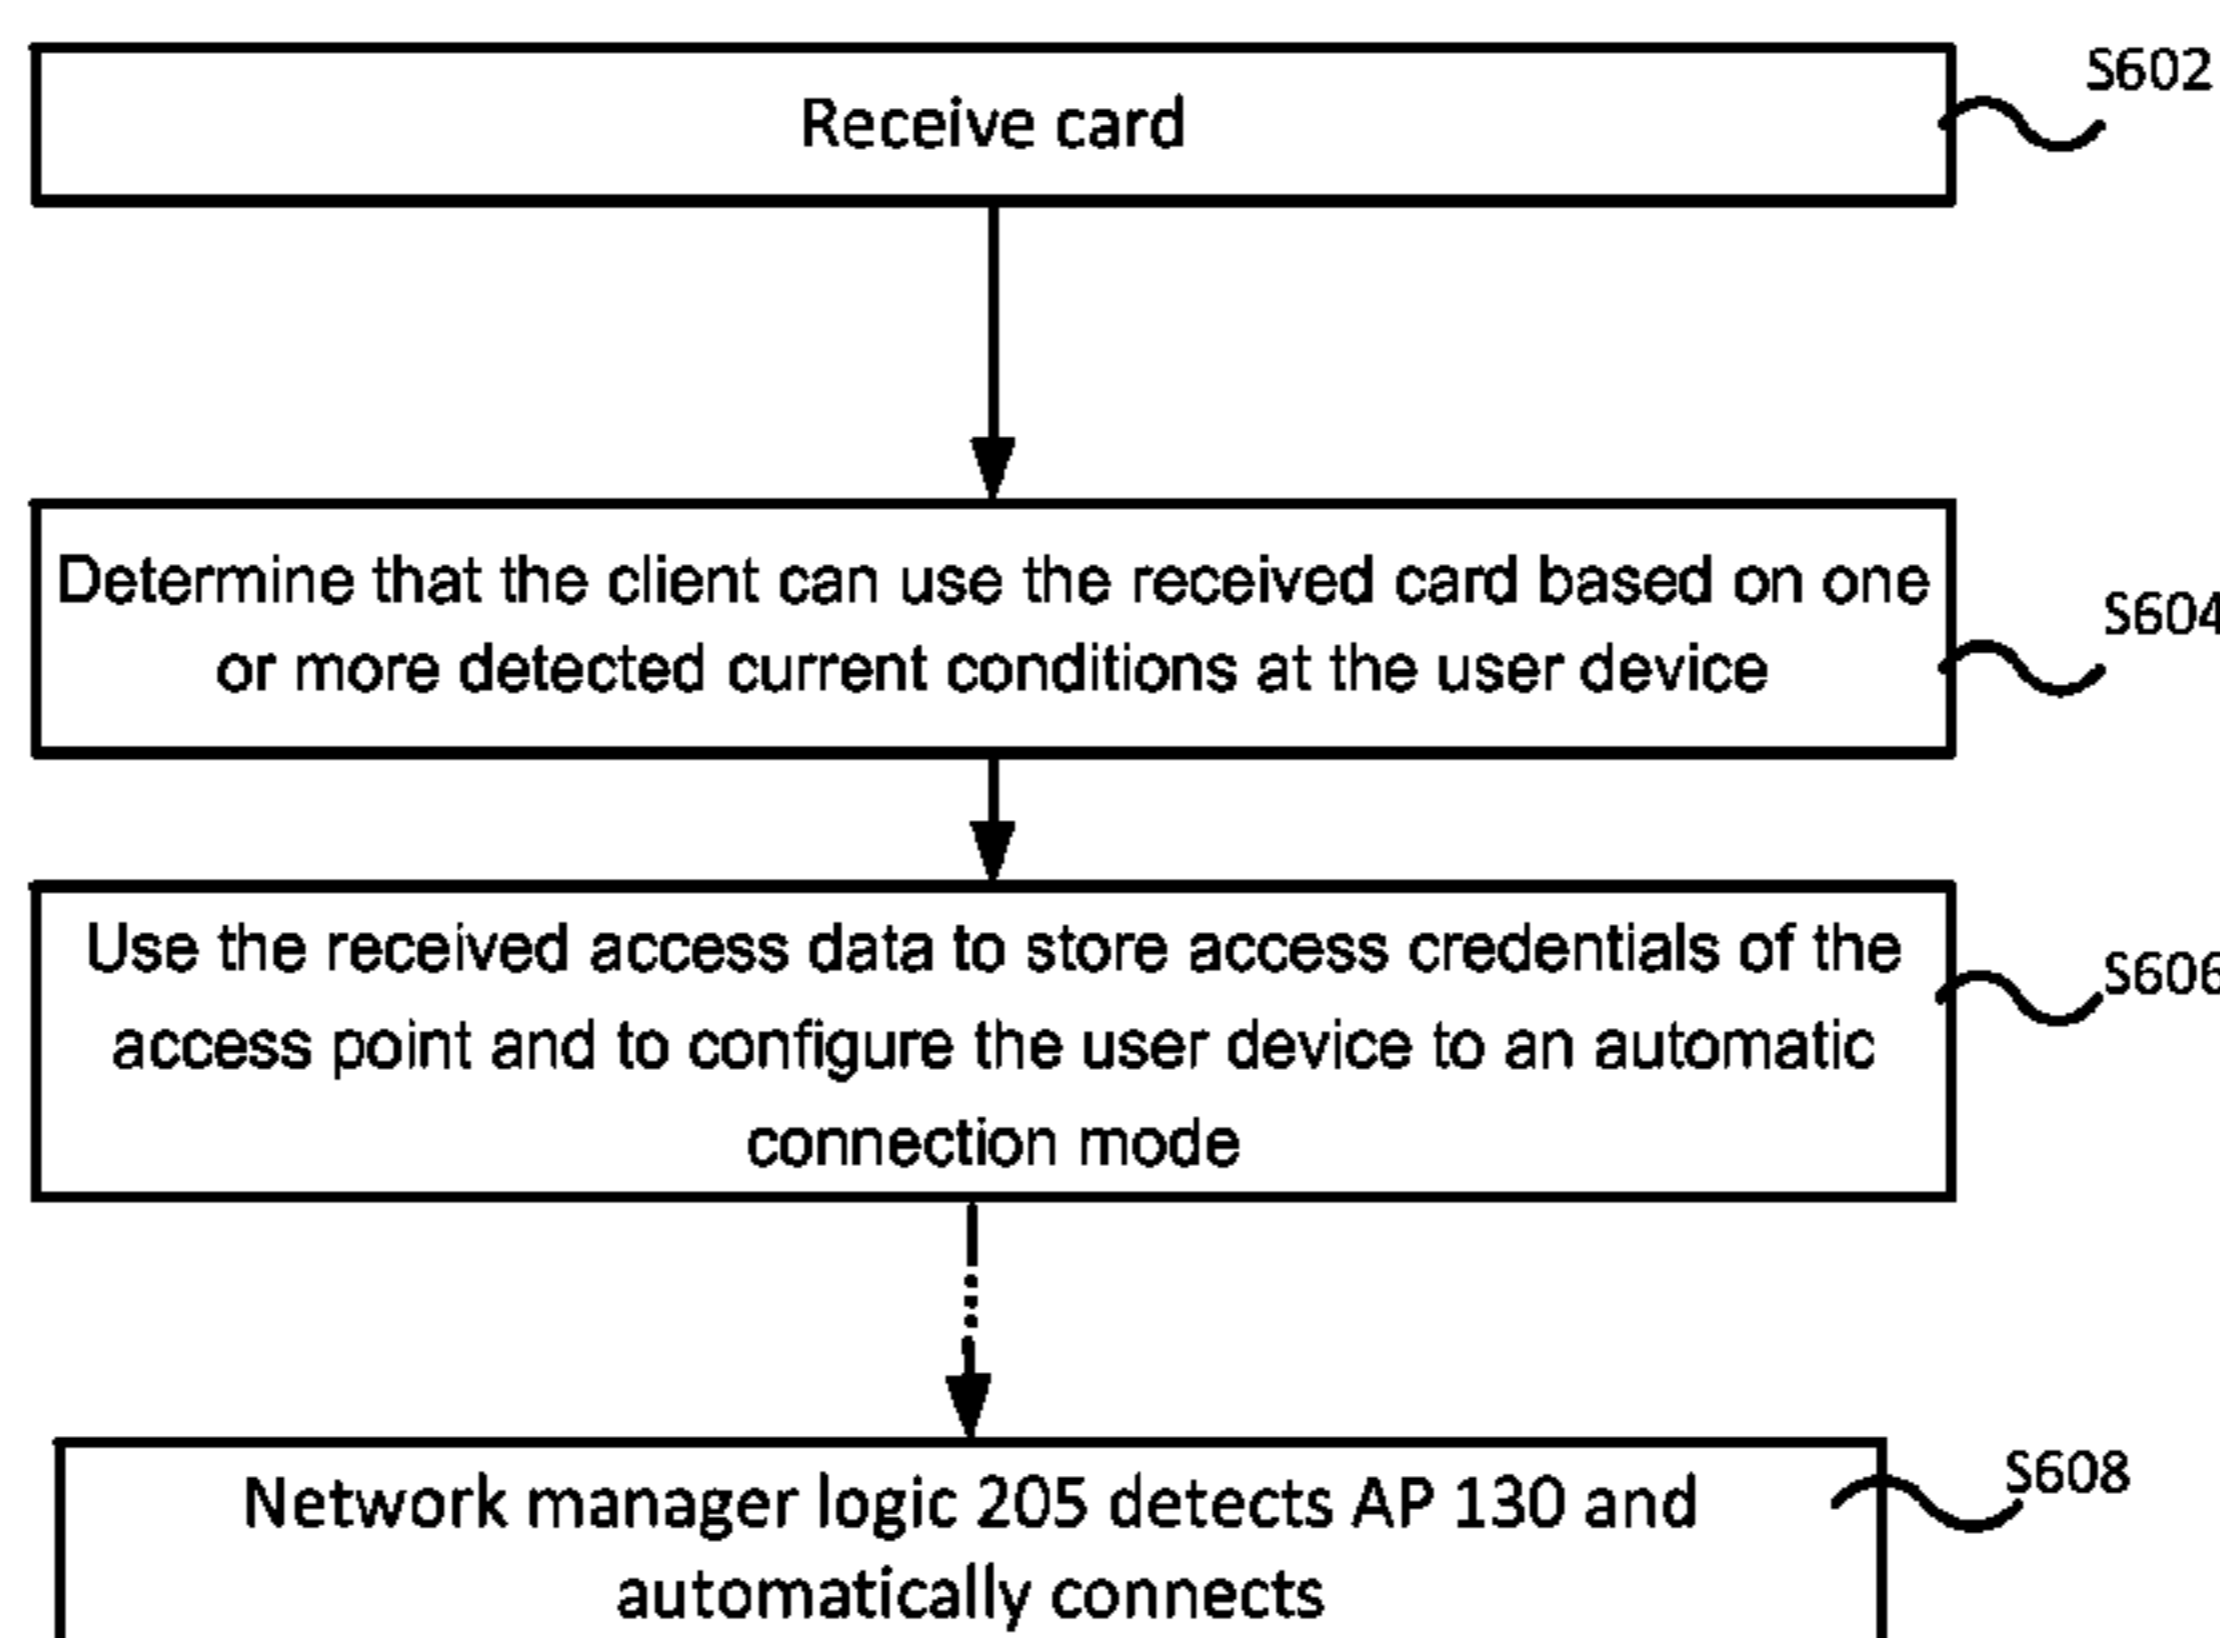 Receive card
S602
Determine that the client can use the received card based on one
or more detected current conditions at the user device
S604
Use the received access data to store access credentials of the
access point and to configure the user device to an automatic
connection mode
S606
Network manager logic 205 detects AP 130 and
automatically connects
S608